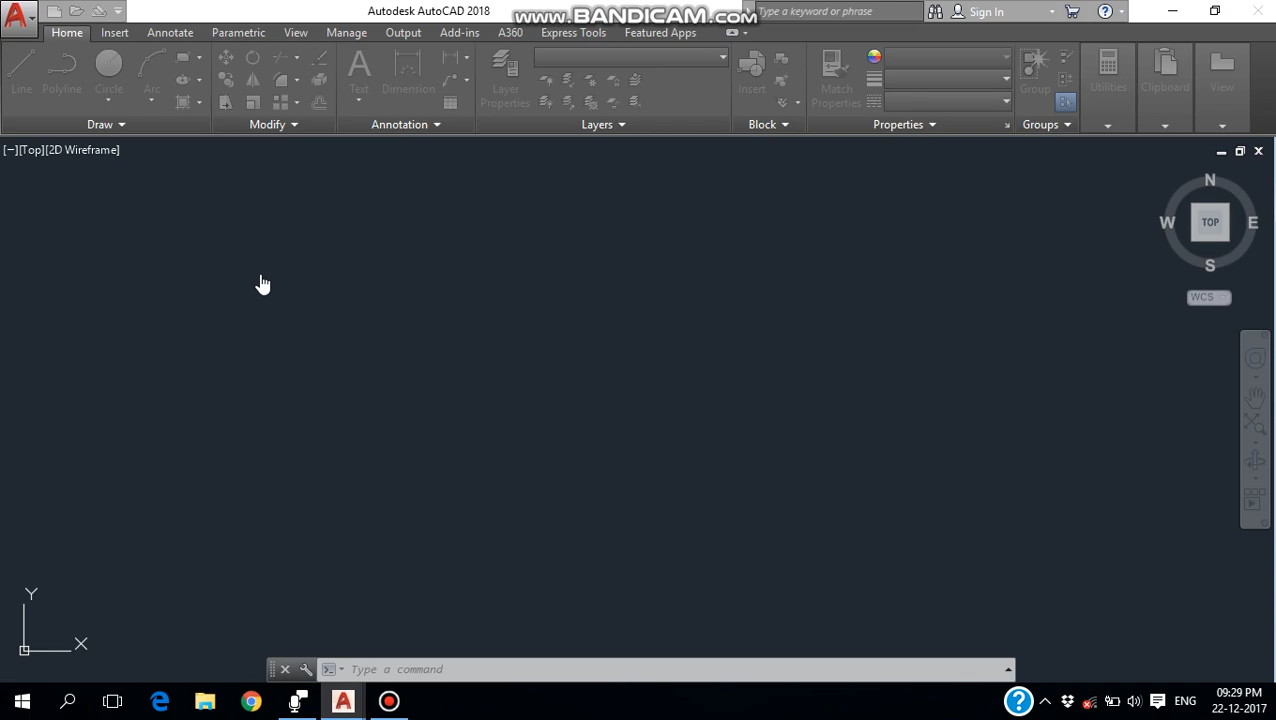 Autodesk AutoCAD 2018
www.BANDICAM.com
Type a keyword or phrase
Sign In
Home Insert Annotate Parametric View Manage Output Add-ins A360 Express Tools Featured Apps
Line Polyline Circle Arc
Text Dimension
Layer Properties
Insert
Match Properties
Group
Utilities Clipboard View
Draw Modify Annotation Layers Block Properties Groups
[−][Top][2D Wireframe]
N
W TOP E
S
WCS
Y
X
Type a command
ENG
09:29 PM
22-12-2017